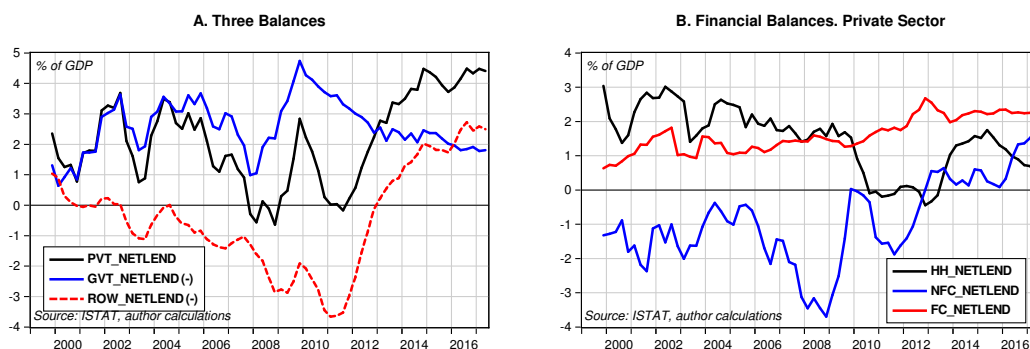 A. Three Balances
5
4
3
2
1
0
-1
-2
-3
-4
% of GDP
PVT_NETLEND
GVT_NETLEND (-)
ROW_NETLEND (-)
Source: ISTAT, author calculations
2000 2002 2004 2006 2008 2010 2012 2014 2016
B. Financial Balances. Private Sector
4
3
2
1
0
-1
-2
-3
-4
% of GDP
HH_NETLEND
NFC_NETLEND
FC_NETLEND
Source: ISTAT, author calculations
2000 2002 2004 2006 2008 2010 2012 2014 2016